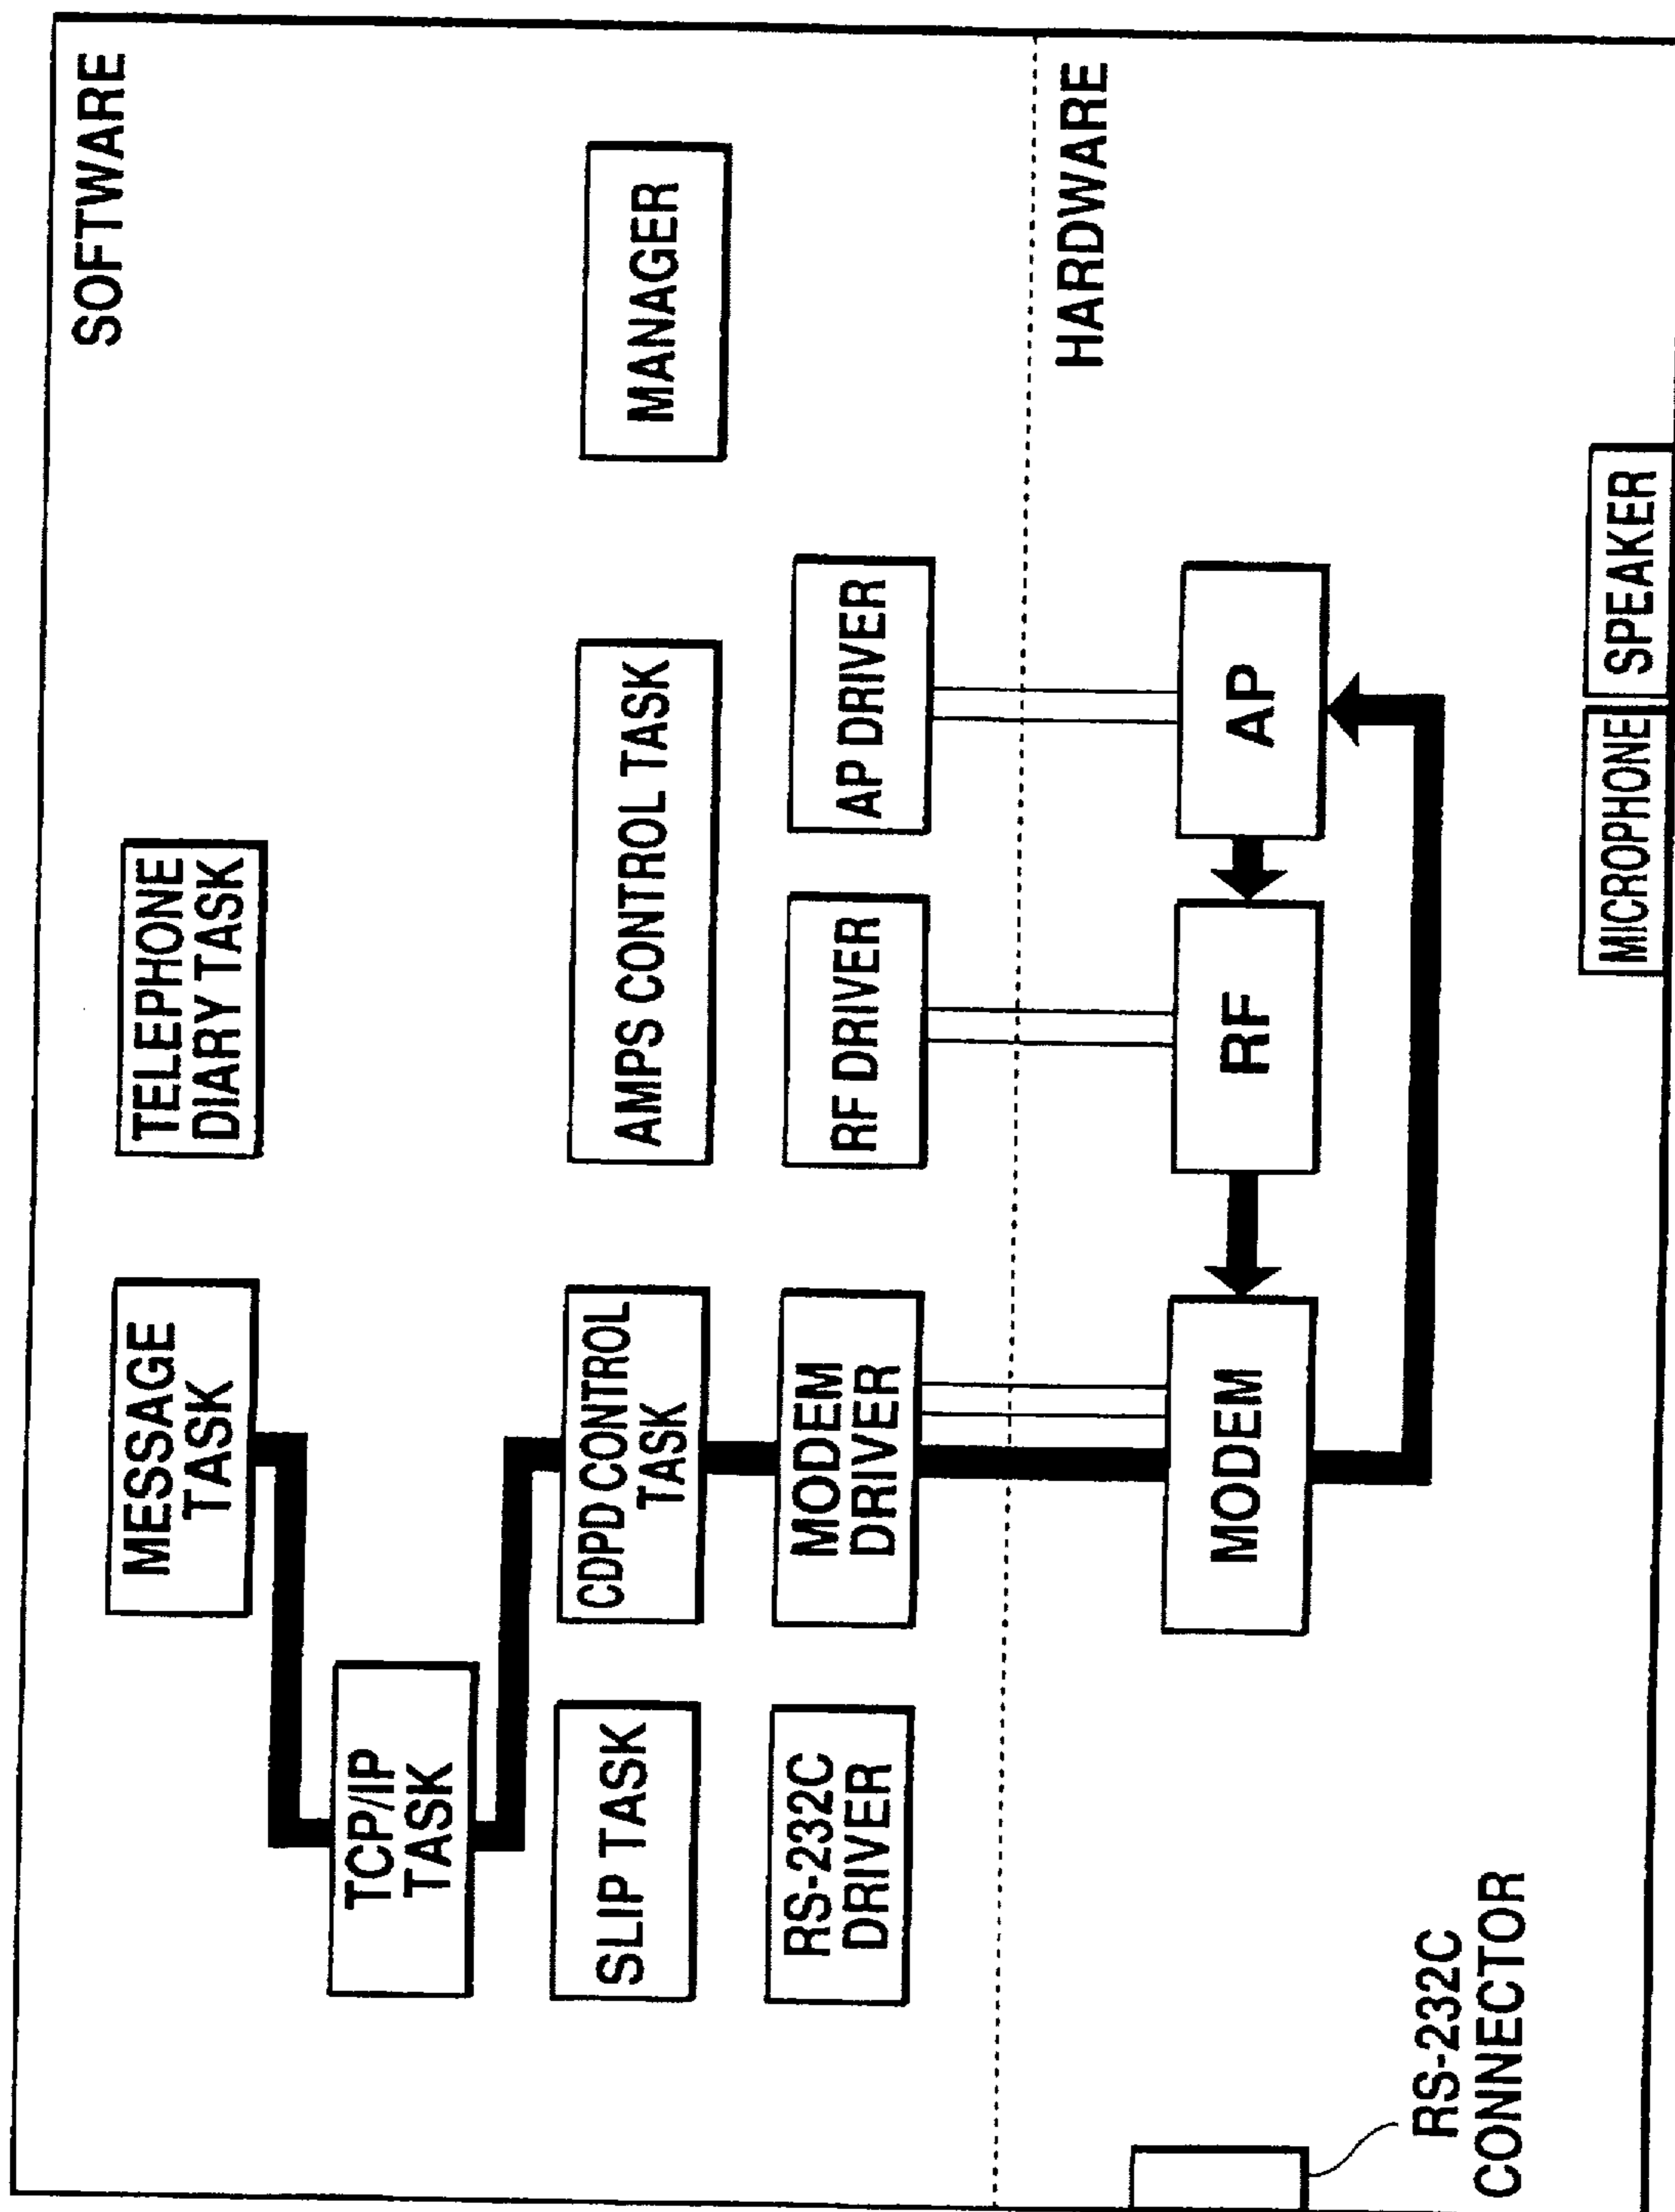 SOFTWARE
MESSAGE
TASK
TELEPHONE
DIARY TASK
TCP/IP
TASK
SLIP TASK
CDPD CONTROL
TASK
AMPS CONTROL TASK
MANAGER
RS-232C
DRIVER
MODEM
DRIVER
RF DRIVER
AP DRIVER
HARDWARE
MODEM
RF
AP
RS-232C
CONNECTOR
MICROPHONE
SPEAKER